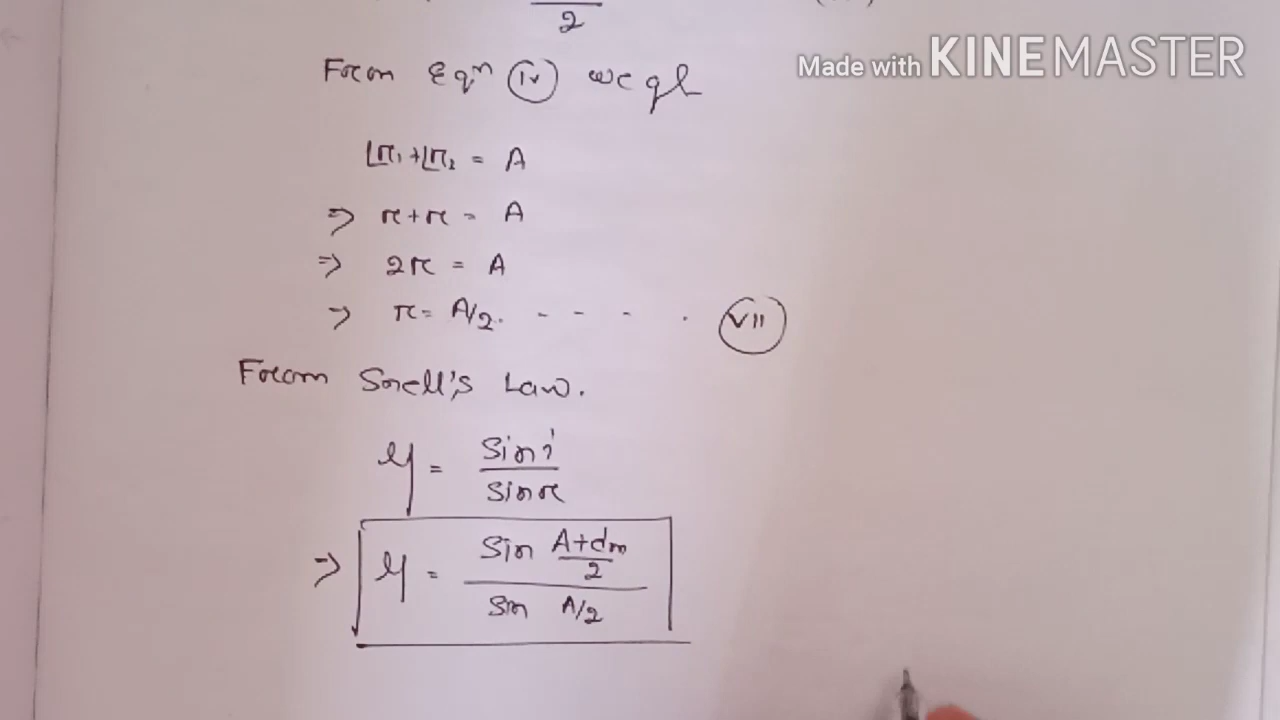 2
Made with KINEMASTER
From Eqn (iv) we get
∠r₁+∠r₂ = A
⇒ r+r = A
⇒ 2r = A
⇒ r = A/2. - - - . (VII)
From Snell's Law.
μ = Sin i / Sin r
⇒ μ = Sin (A+dm)/2 / Sin A/2